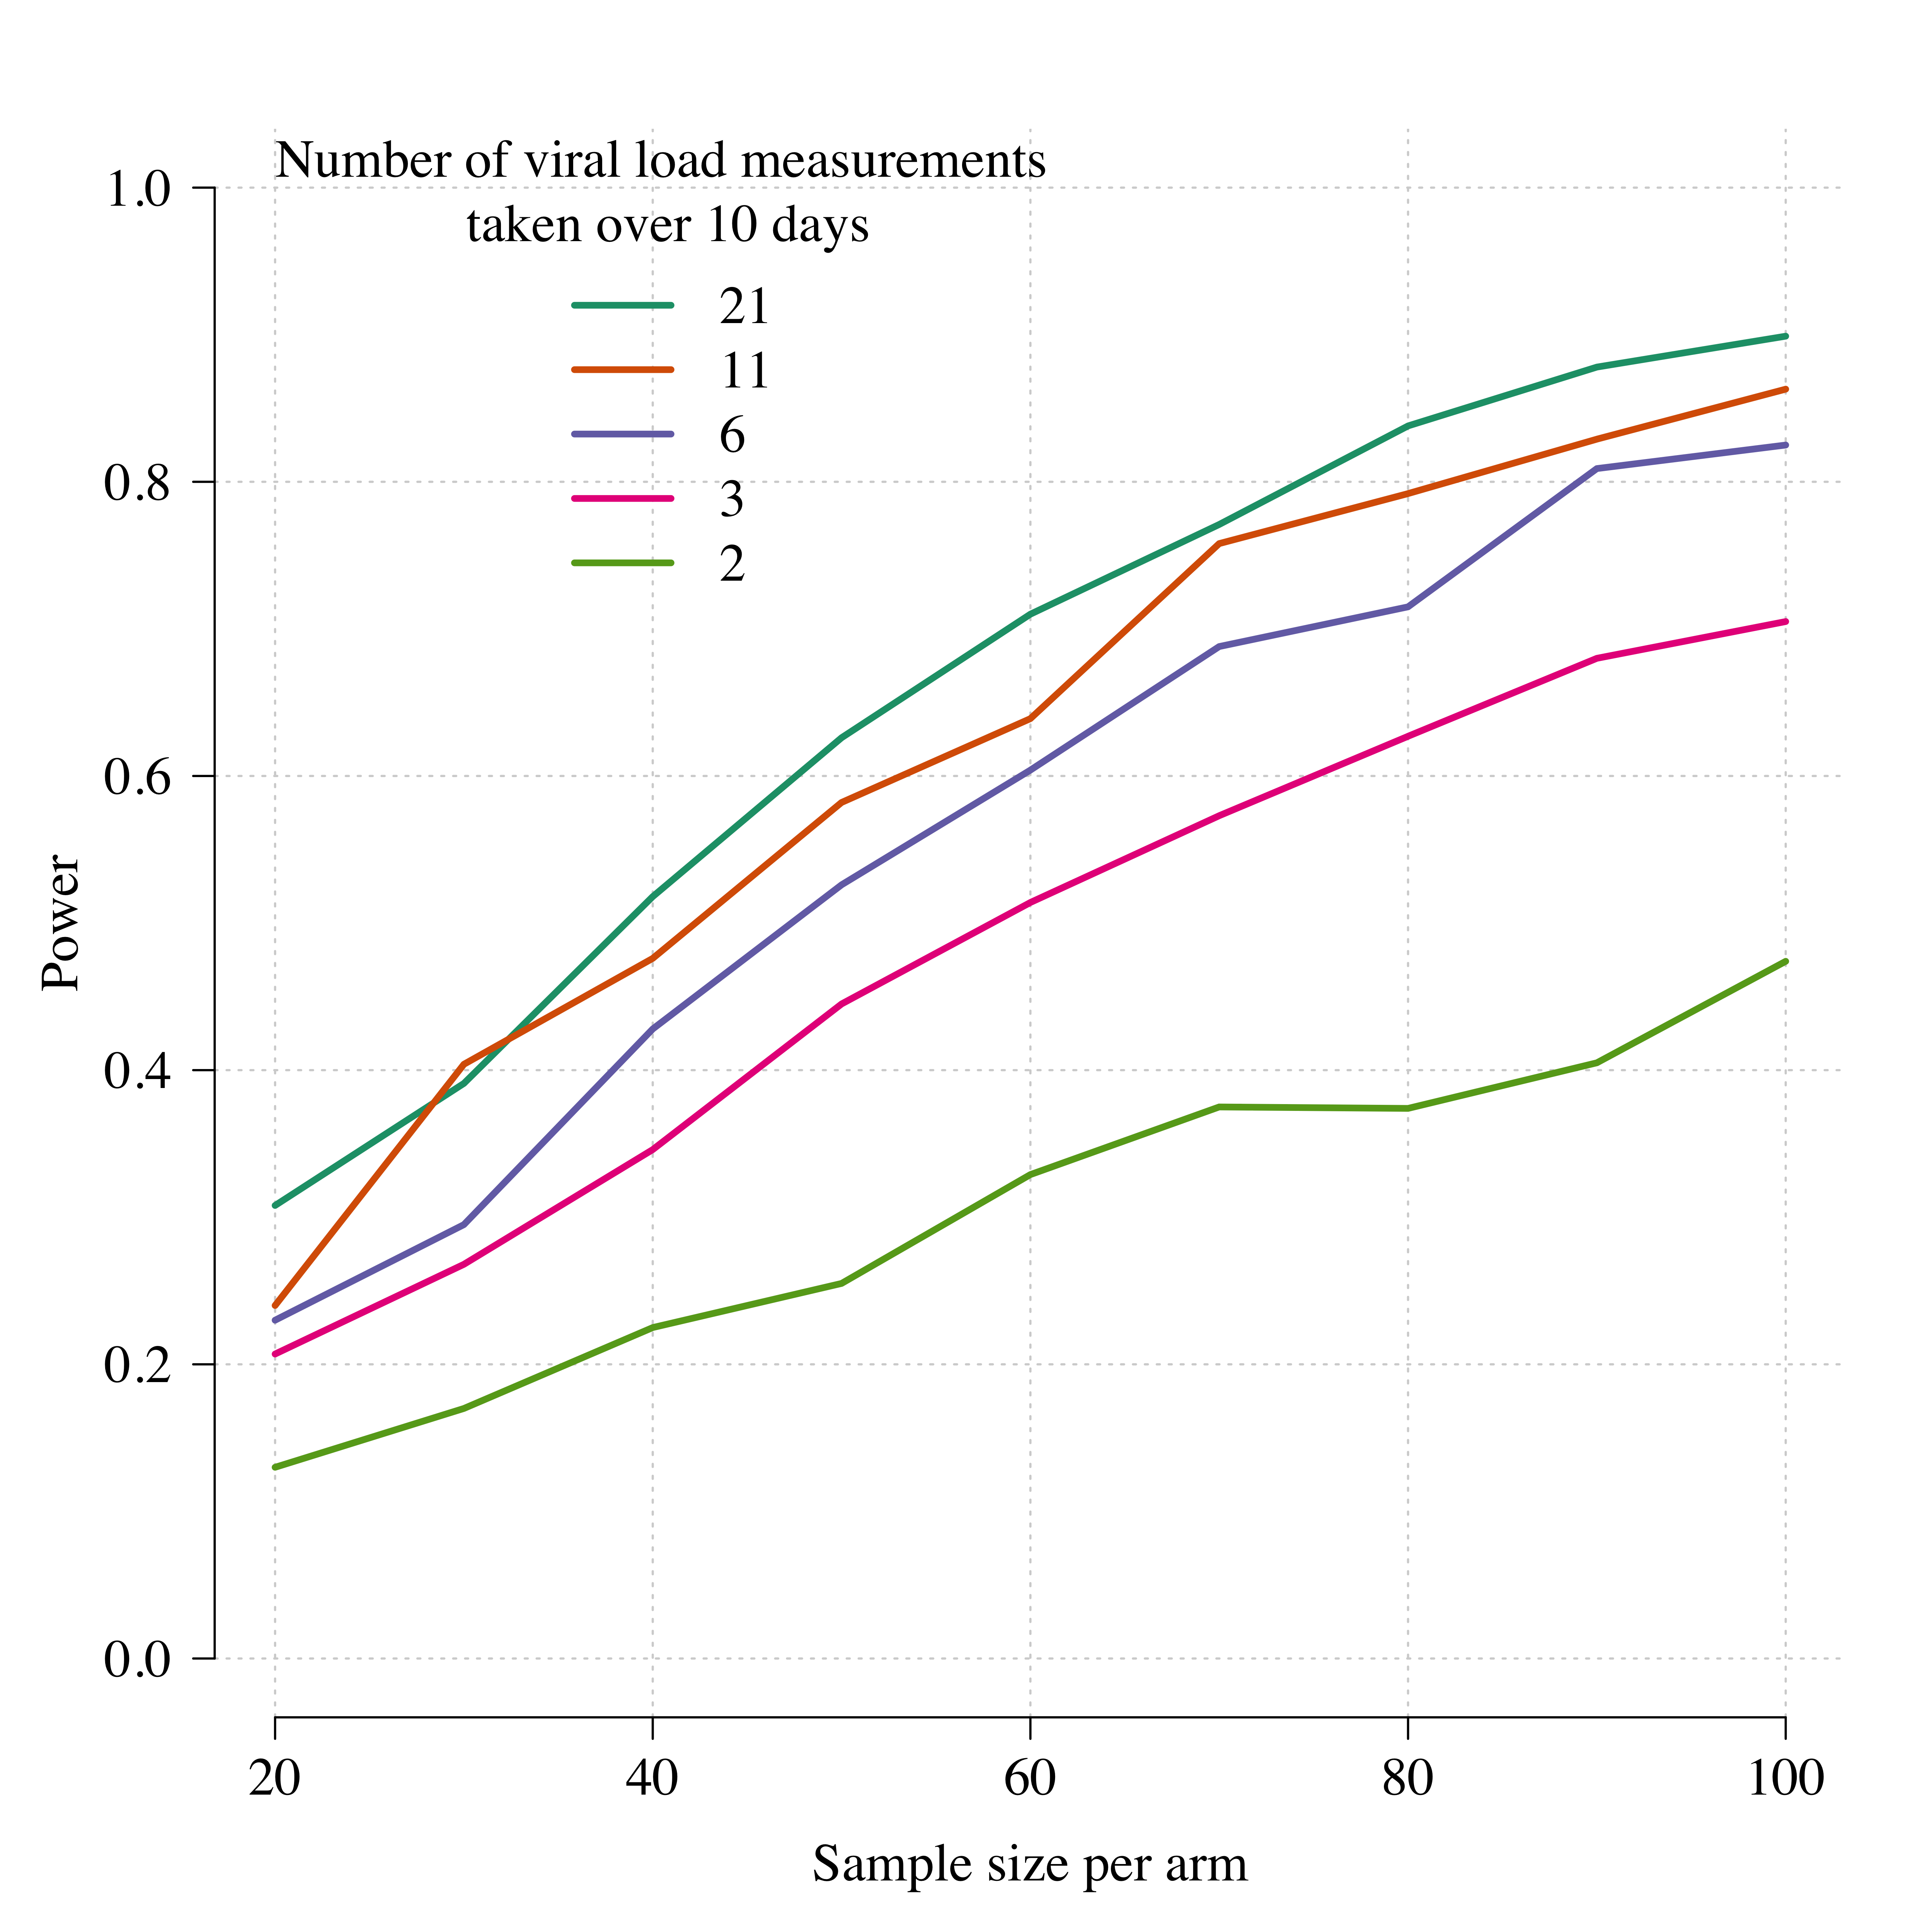 Number of viral load measurements
taken over 10 days
21
11
6
3
2
1.0
0.8
0.6
0.4
0.2
0.0
Power
20 40 60 80 100
Sample size per arm